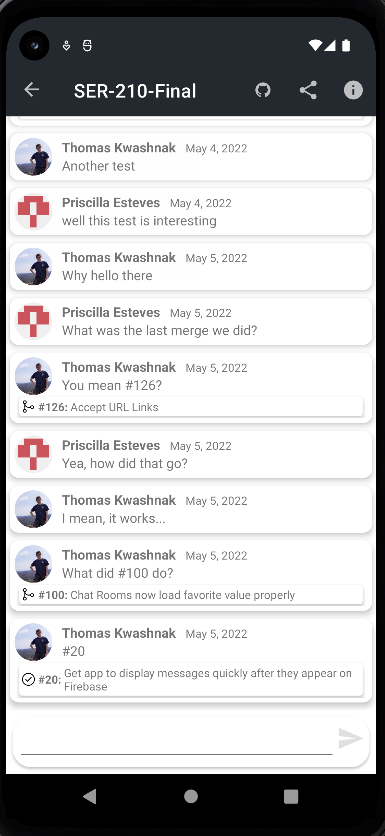 SER-210-Final
Thomas Kwashnak May 4, 2022
Another test
Priscilla Esteves May 4, 2022
well this test is interesting
Thomas Kwashnak May 5, 2022
Why hello there
Priscilla Esteves May 5, 2022
What was the last merge we did?
Thomas Kwashnak May 5, 2022
You mean #126?
#126: Accept URL Links
Priscilla Esteves May 5, 2022
Yea, how did that go?
Thomas Kwashnak May 5, 2022
I mean, it works...
Thomas Kwashnak May 5, 2022
What did #100 do?
#100: Chat Rooms now load favorite value properly
Thomas Kwashnak May 5, 2022
#20
#20: Get app to display messages quickly after they appear on
Firebase